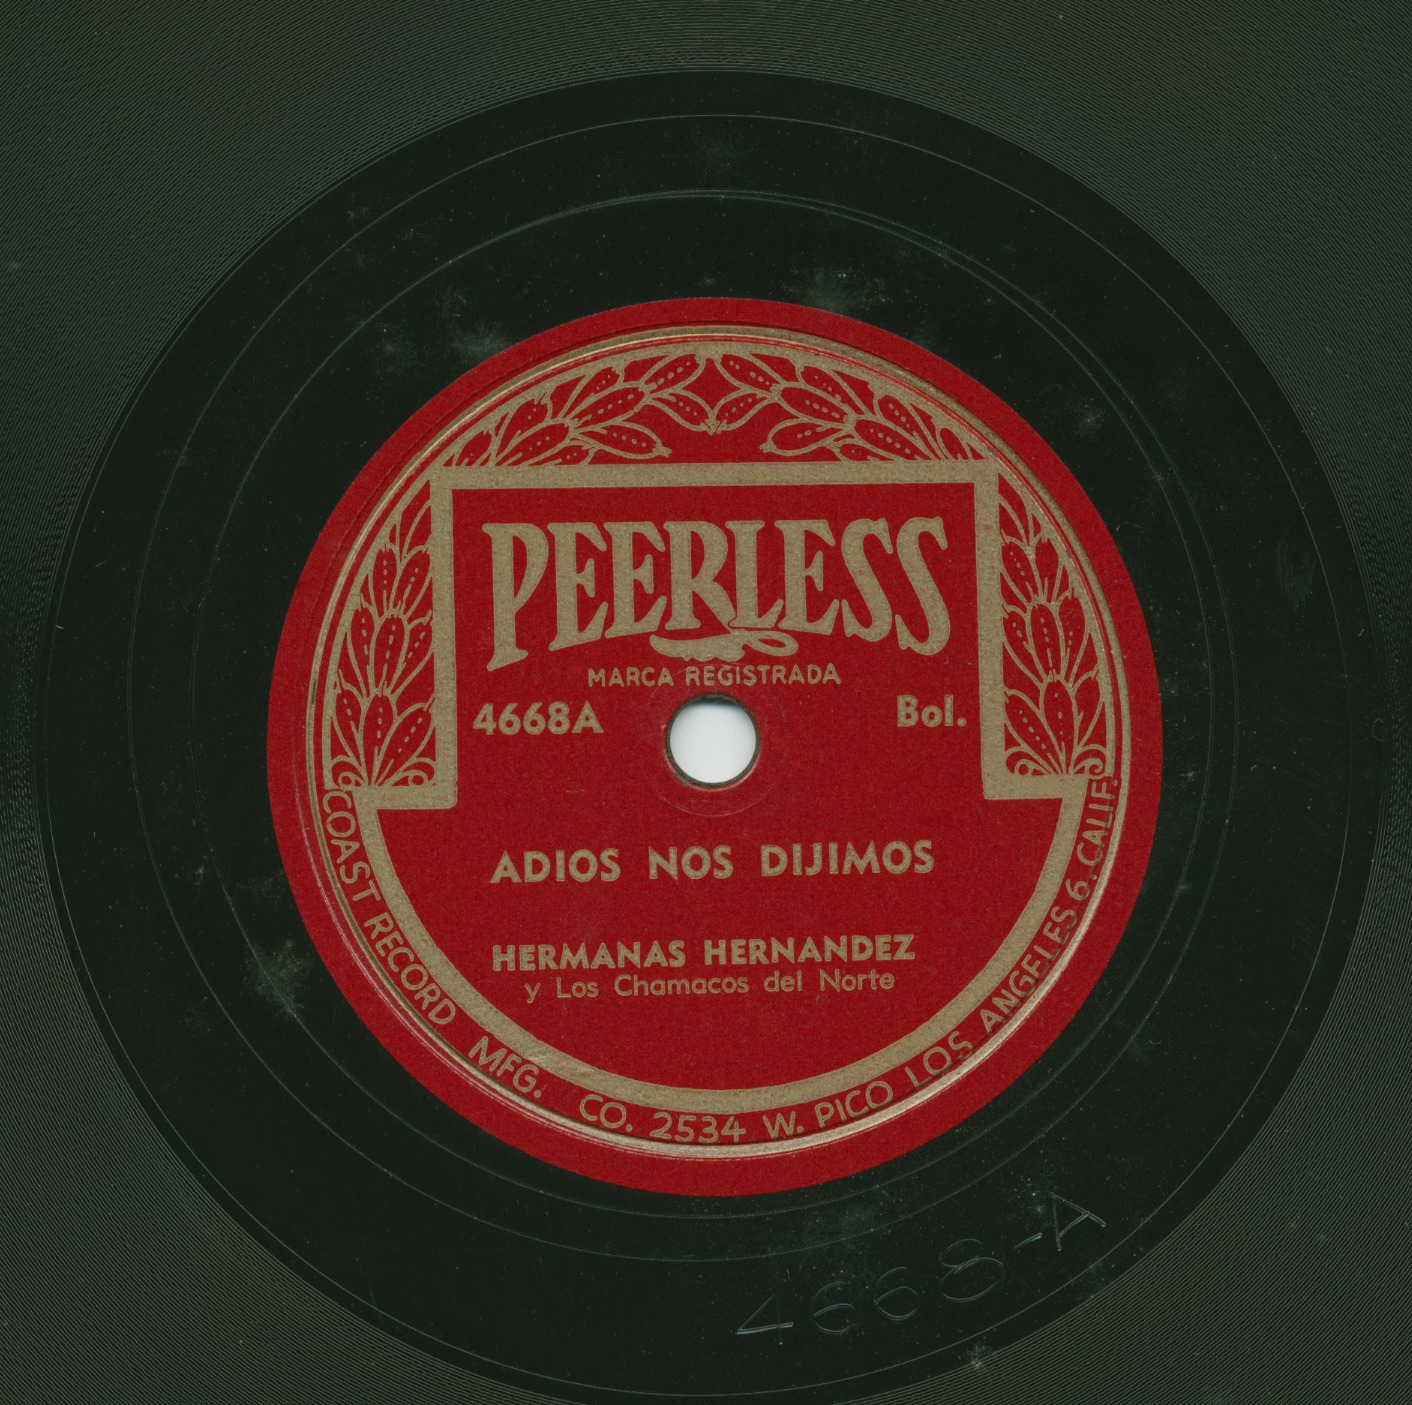 PEERLESS
MARCA REGISTRADA
4668A
Bol.
ADIOS NOS DIJIMOS
HERMANAS HERNANDEZ
y Los Chamacos del Norte
COAST RECORD MFG. CO. 2534 W. PICO LOS ANGELES 6. CALIF.
4668-A